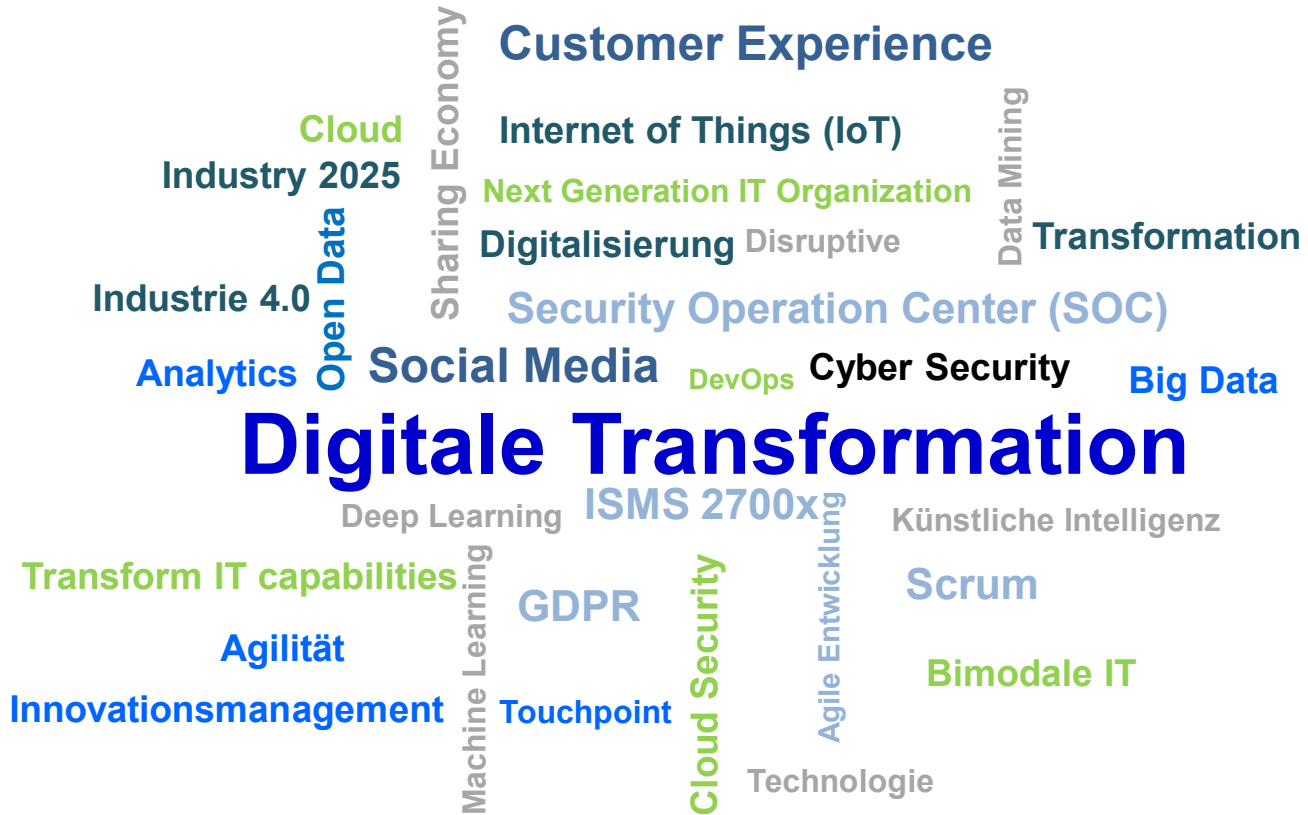 Customer Experience
Sharing Economy
Cloud
Internet of Things (IoT)
Data Mining
Industry 2025
Next Generation IT Organization
Open Data
Digitalisierung
Disruptive
Transformation
Industrie 4.0
Security Operation Center (SOC)
Analytics
Social Media
DevOps
Cyber Security
Big Data
Digitale Transformation
Deep Learning
ISMS 2700x
Agile Entwicklung
Künstliche Intelligenz
Transform IT capabilities
Machine Learning
GDPR
Cloud Security
Scrum
Agilität
Bimodale IT
Innovationsmanagement
Touchpoint
Technologie